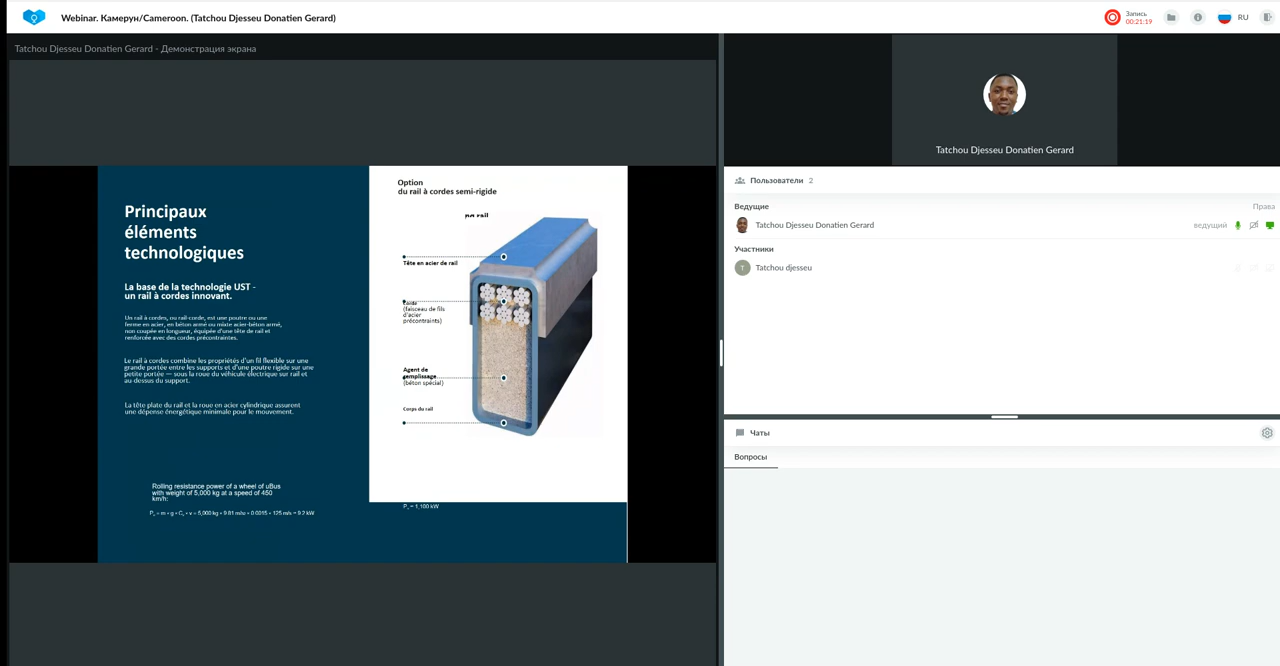 Webinar. Камерун/Cameroon. (Tatchou Djesseu Donatien Gerard)
Запись
00:21:19
RU
Tatchou Djesseu Donatien Gerard - Демонстрация экрана
Principaux
éléments
technologiques
La base de la technologie UST -
un rail à cordes innovant.
Un rail à cordes, ou rail-corde, est une poutre ou une
ferme en acier, en béton armé ou mixte acier-béton armé,
non coupée en longueur, équipée d'une tête de rail et
renforcée avec des cordes précontraintes.
Le rail à cordes combine les propriétés d'un fil flexible sur une
grande portée entre les supports et d'une poutre rigide sur une
petite portée — sous la roue du véhicule électrique sur rail et
au-dessus du support.
La tête plate du rail et la roue en acier cylindrique assurent
une dépense énergétique minimale pour le mouvement.
Rolling resistance power of a wheel of uBus
with weight of 5,000 kg at a speed of 450
km/h:
Option
du rail à cordes semi-rigide
rail
Tête en acier de rail
Corde
(faisceau de fils
d'acier
précontraints)
Agent de
remplissage
(béton spécial)
Corps du rail
= 1,100 kW
Tatchou Djesseu Donatien Gerard
Пользователи 2
Ведущие Права
Tatchou Djesseu Donatien Gerard ведущий
Участники
T Tatchou djesseu
Чаты
Вопросы